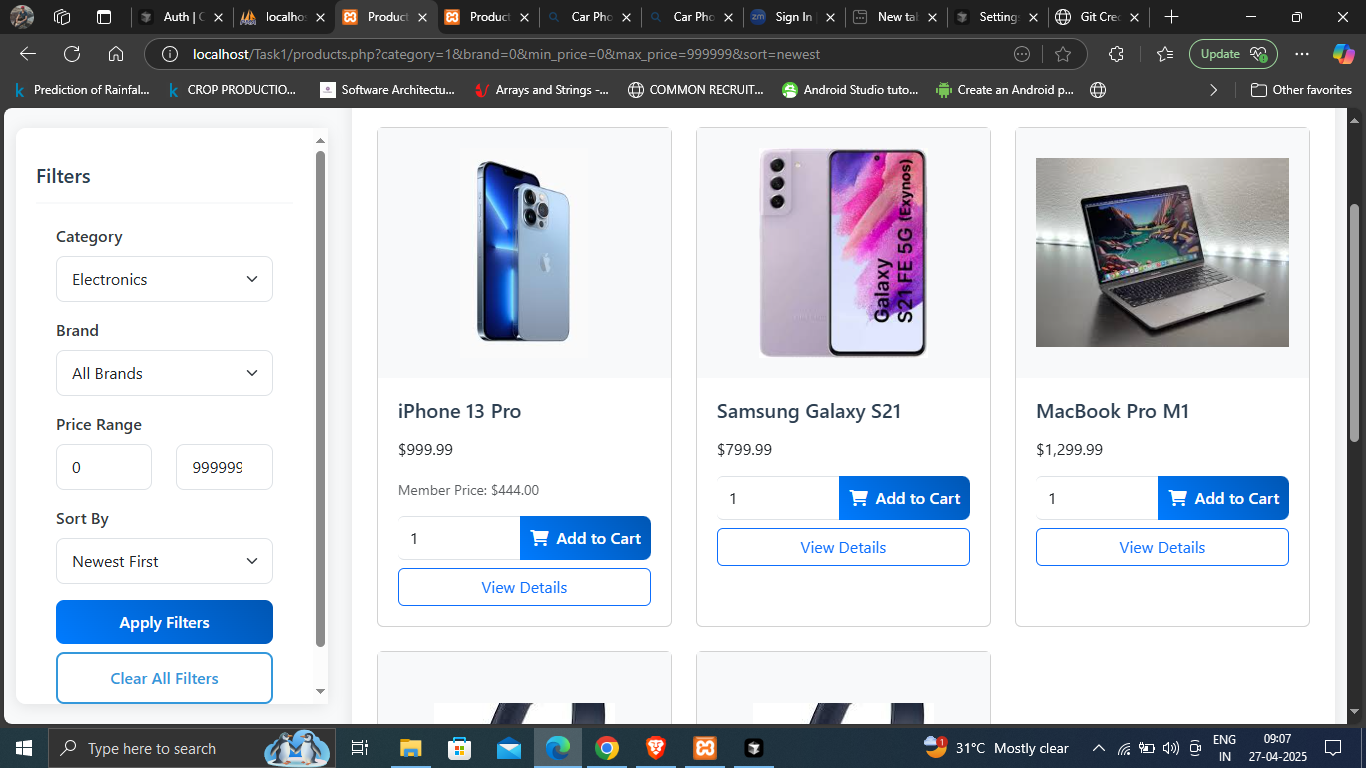 Auth | C
localhos
Product
Product
Car Pho
Car Pho
zm
Sign In |
New tab
Settings
Git Crec
localhost/Task1/products.php?category=1&brand=0&min_price=0&max_price=999999&sort=newest
Update
k Prediction of Rainfal...
k CROP PRODUCTIO...
Software Architectu...
Arrays and Strings -...
COMMON RECRUIT...
Android Studio tuto...
Create an Android p...
Other favorites
Filters
Category
Electronics
Brand
All Brands
Price Range
0
999999
Sort By
Newest First
Apply Filters
Clear All Filters
iPhone 13 Pro
$999.99
Member Price: $444.00
1
Add to Cart
View Details
Galaxy
S21 FE 5G (Exynos)
Samsung Galaxy S21
$799.99
1
Add to Cart
View Details
MacBook Pro M1
$1,299.99
1
Add to Cart
View Details
Type here to search
1
31°C Mostly clear
ENG
IN
09:07
27-04-2025